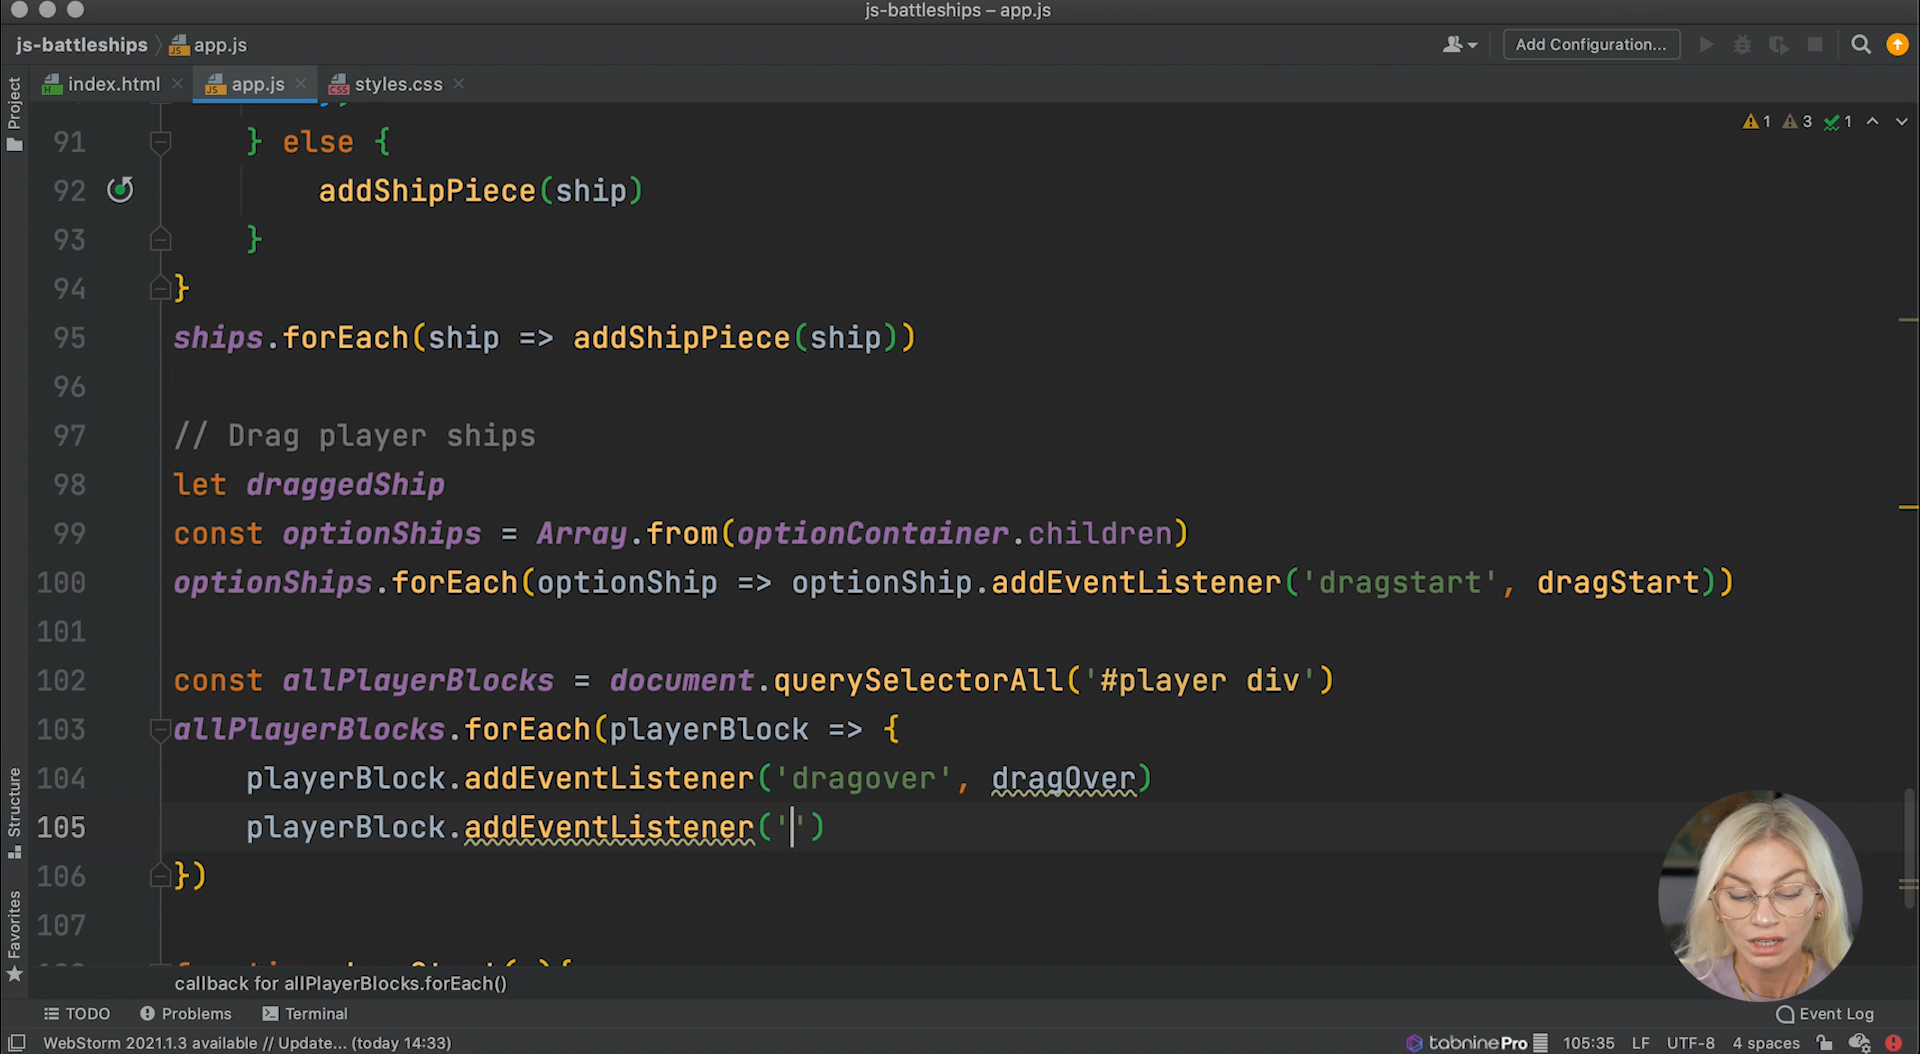 js-battleships – app.js
js-battleships 〉 app.js
Add Configuration...
index.html
app.js
styles.css
Project
1 3 1
91 } else {
92 addShipPiece(ship)
93 }
94 }
95 ships.forEach(ship => addShipPiece(ship))
96
97 // Drag player ships
98 let draggedShip
99 const optionShips = Array.from(optionContainer.children)
100 optionShips.forEach(optionShip => optionShip.addEventListener('dragstart', dragStart))
101
102 const allPlayerBlocks = document.querySelectorAll('#player div')
103 allPlayerBlocks.forEach(playerBlock => {
104 playerBlock.addEventListener('dragover', dragOver)
105 playerBlock.addEventListener('')
106 })
107
Structure
Favorites
callback for allPlayerBlocks.forEach()
TODO
Problems
Terminal
Event Log
WebStorm 2021.1.3 available // Update... (today 14:33)
tabnine Pro
105:35
LF
UTF-8
4 spaces